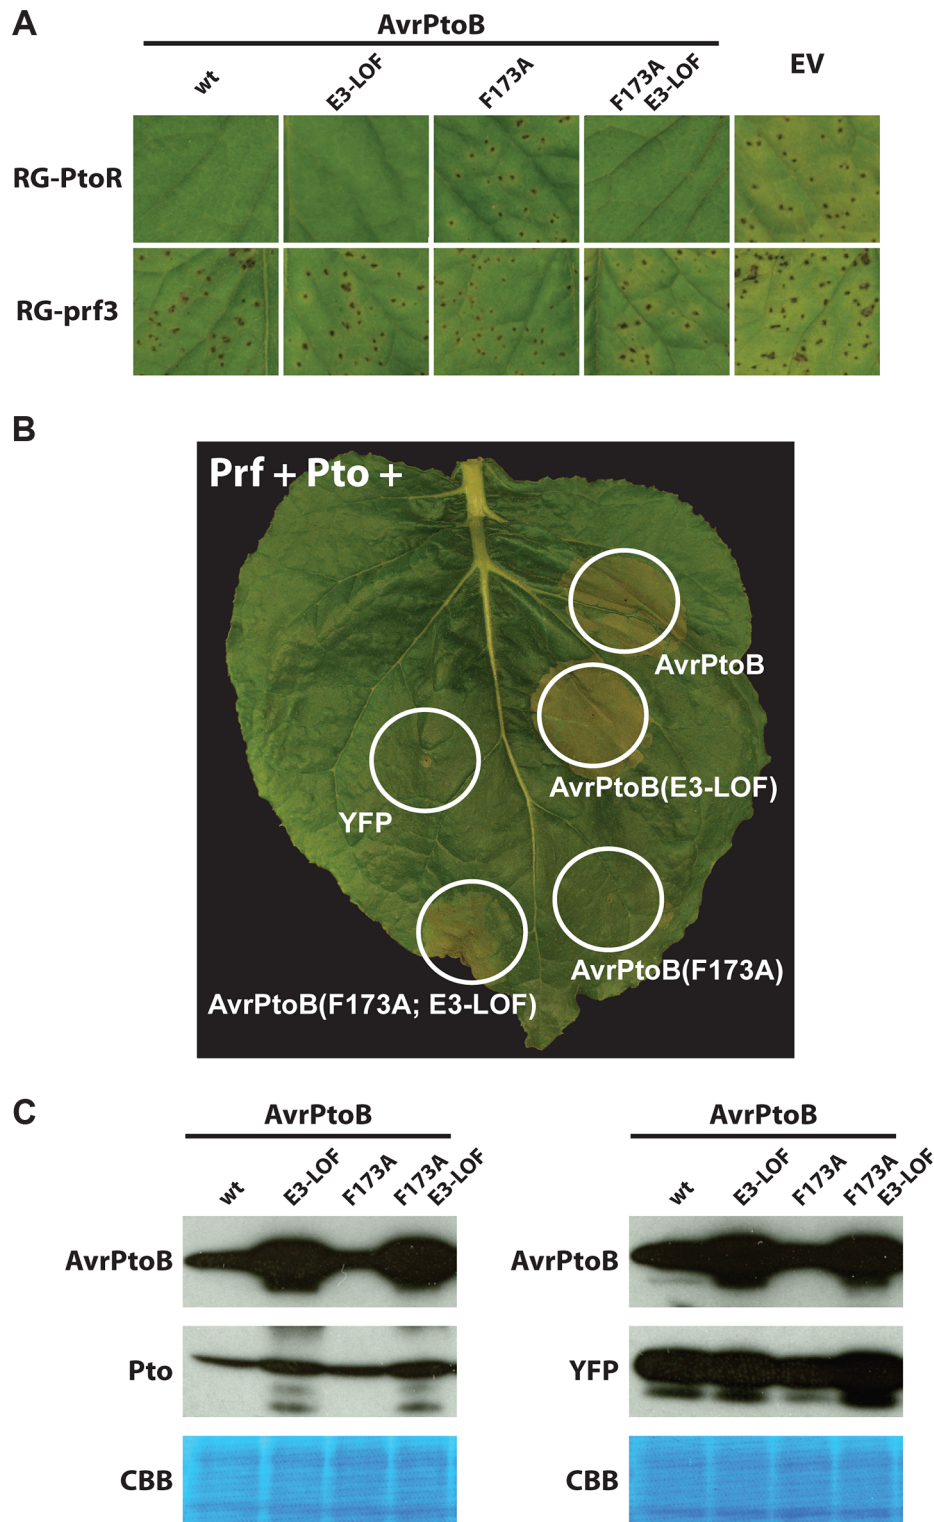 A
AvrPtoB
wt
E3-LOF
F173A
F173A
E3-LOF
EV
RG-PtoR
RG-prf3
B
Prf + Pto +
AvrPtoB
AvrPtoB(E3-LOF)
YFP
AvrPtoB(F173A)
AvrPtoB(F173A; E3-LOF)
C
AvrPtoB
wt
E3-LOF
F173A
F173A
E3-LOF
AvrPtoB
Pto
CBB
AvrPtoB
wt
E3-LOF
F173A
F173A
E3-LOF
AvrPtoB
YFP
CBB